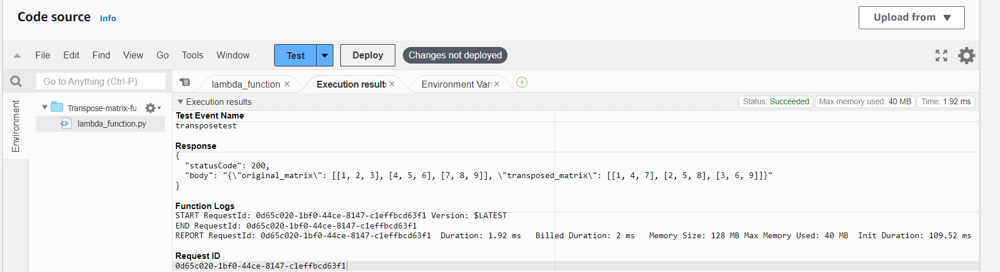 Code source Info
Upload from
File Edit Find View Go Tools Window Test Deploy Changes not deployed
Go to Anything (Ctrl-P)
lambda_function. Execution results Environment Vari
Environment
Transpose-matrix-fu
lambda_function.py
Execution results
Status: Succeeded Max memory used: 40 MB Time: 1.92 ms
Test Event Name
transposetest
Response
{
"statusCode": 200,
"body": "{\"original_matrix\": [[1, 2, 3], [4, 5, 6], [7, 8, 9]], \"transposed_matrix\": [[1, 4, 7], [2, 5, 8], [3, 6, 9]]}"
}
Function Logs
START RequestId: 0d65c020-1bf0-44ce-8147-c1effbcd63f1 Version: $LATEST
END RequestId: 0d65c020-1bf0-44ce-8147-c1effbcd63f1
REPORT RequestId: 0d65c020-1bf0-44ce-8147-c1effbcd63f1 Duration: 1.92 ms Billed Duration: 2 ms Memory Size: 128 MB Max Memory Used: 40 MB Init Duration: 109.52 ms
Request ID
0d65c020-1bf0-44ce-8147-c1effbcd63f1